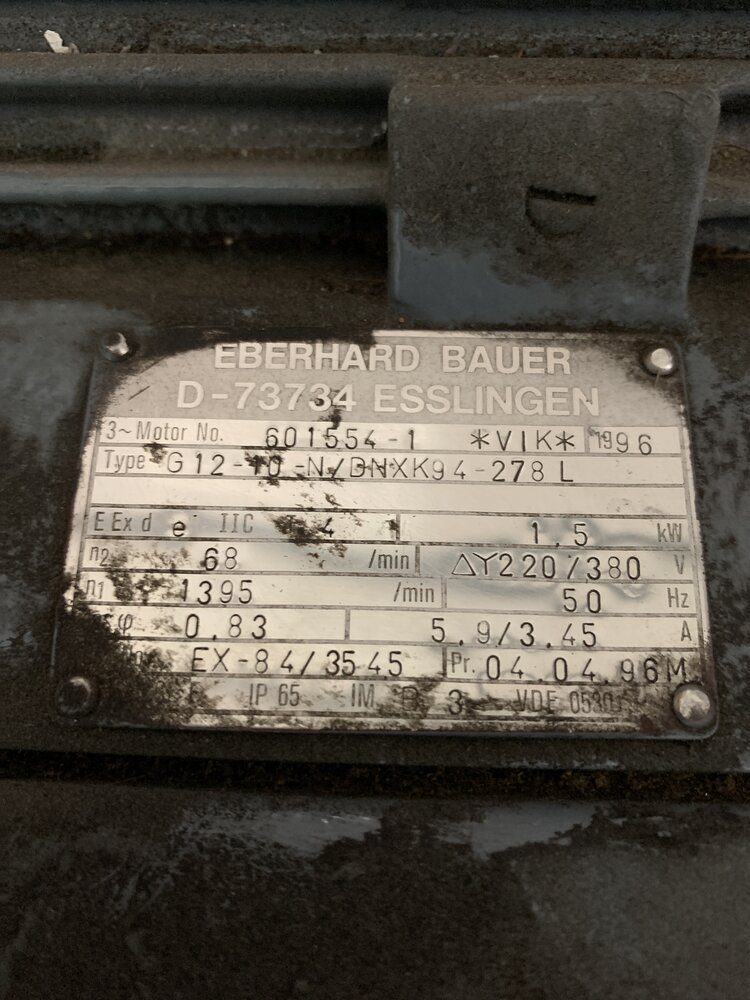 EBERHARD BAUER
D-73734 ESSLINGEN
3~Motor No. 601554-1 *VIK* 1996
Type G12-10-N/DNXK94-278L
EEx d e IIC 4 1.5 kW
n2 68 /min ΔY220/380 V
n1 1395 /min 50 Hz
φ 0,83 5.9/3.45 A
EX-84/3545 Pr. 04.04.96M
IP 65 IM B 3 VDE 0530